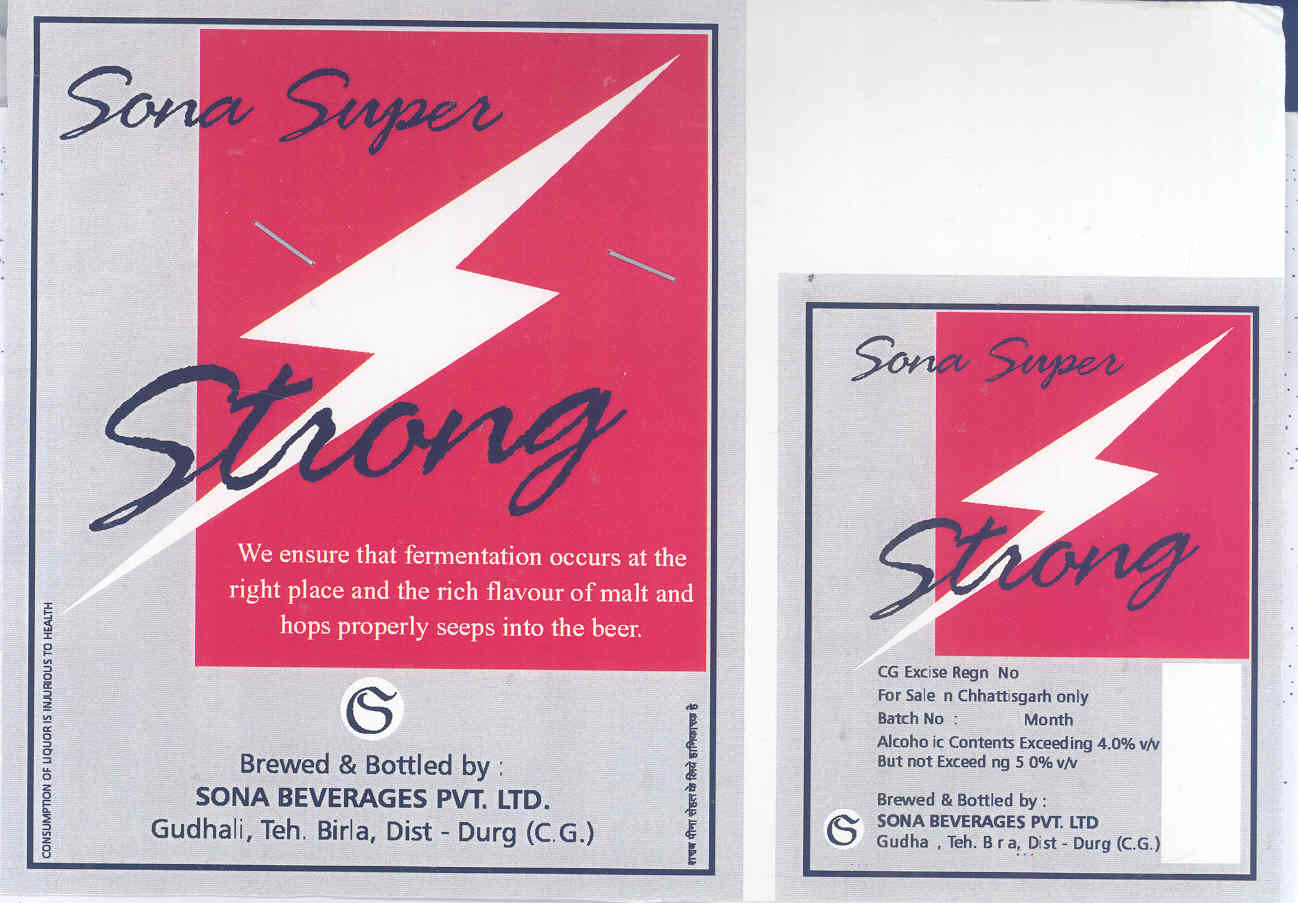 Sona Super
Strong
We ensure that fermentation occurs at the
right place and the rich flavour of malt and
hops properly seeps into the beer.
CONSUMPTION OF LIQUOR IS INJURIOUS TO HEALTH
S
Brewed & Bottled by :
SONA BEVERAGES PVT. LTD.
Gudhali, Teh. Birla, Dist - Durg (C.G.)
शराब पीना सेहत के लिये हानिकारक है
Sona Super
Strong
CG Excise Regn No
For Sale n Chhattisgarh only
Batch No : Month
Alcoho ic Contents Exceeding 4.0% v/v
But not Exceed ng 5 0% v/v
Brewed & Bottled by :
S
SONA BEVERAGES PVT. LTD
Gudha , Teh. B r a, Dist - Durg (C.G.)